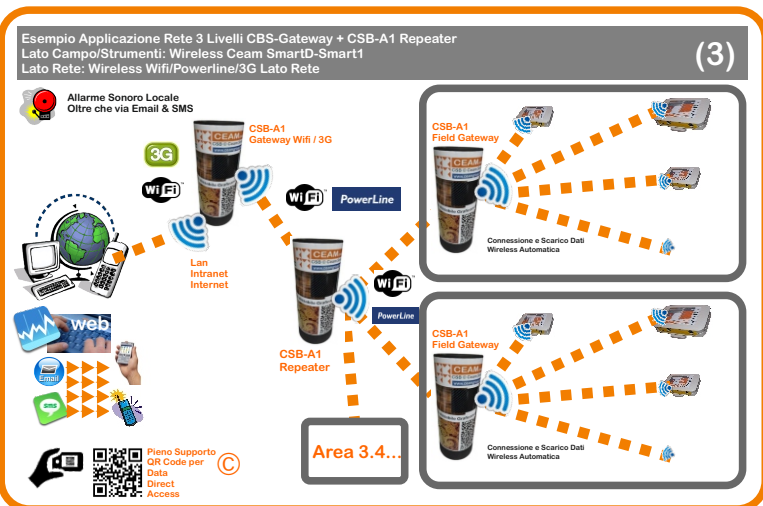 Esempio Applicazione Rete 3 Livelli CBS-Gateway + CSB-A1 Repeater
Lato Campo/Strumenti: Wireless Ceam SmartD-Smart1
Lato Rete: Wireless Wifi/Powerline/3G Lato Rete
(3)
Allarme Sonoro Locale
Oltre che via Email & SMS
CSB-A1
Gateway Wifi / 3G
3G
WiFi
CEAM
WiFi
PowerLine
Lan
Intranet
Internet
CEAM
CSB-A1
Repeater
WiFi
PowerLine
CSB-A1
Field Gateway
CEAM
Connessione e Scarico Dati
Wireless Automatica
CSB-A1
Field Gateway
CEAM
Connessione e Scarico Dati
Wireless Automatica
web
Email
sms
Area 3.4...
Pieno Supporto
QR Code per
Data
Direct
Access
©